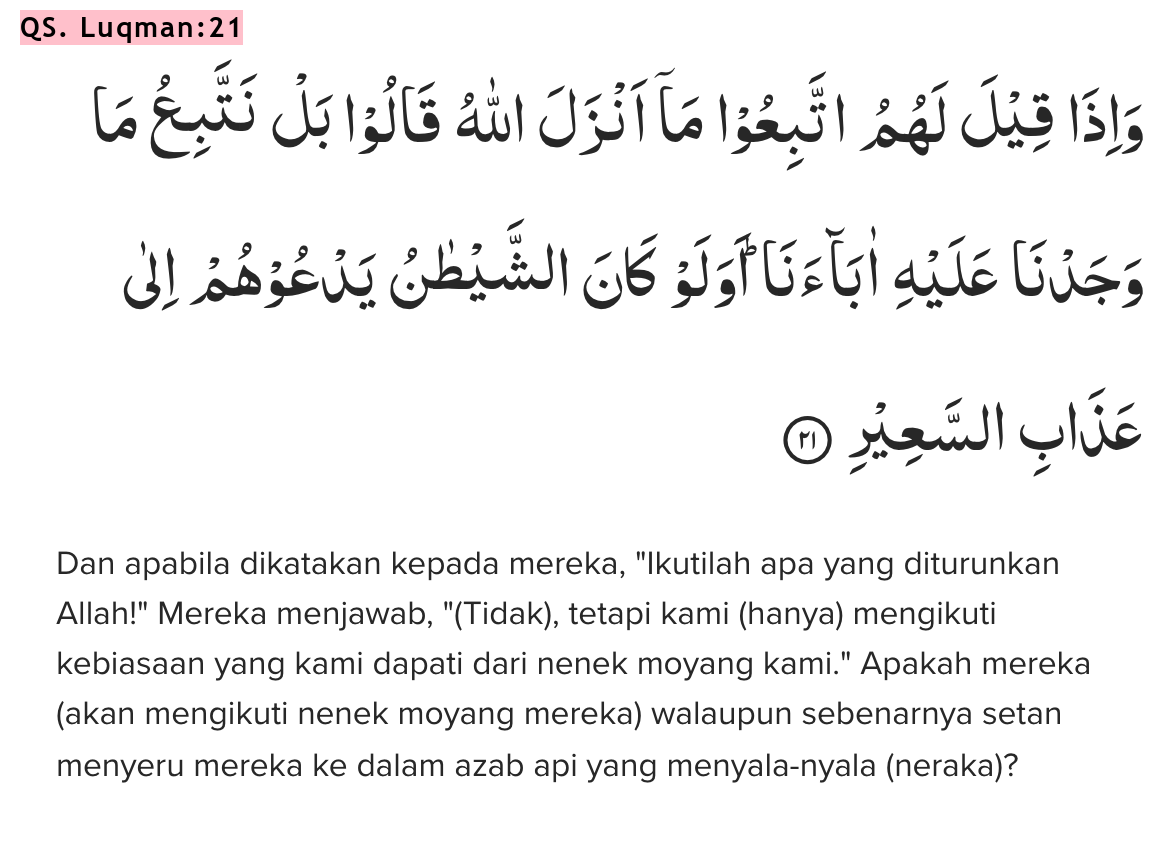 QS. Luqman:21
وَاِذَا قِيْلَ لَهُمُ اتَّبِعُوْا مَآ اَنْزَلَ اللّٰهُ قَالُوْا بَلْ نَتَّبِعُ مَا
وَجَدْنَا عَلَيْهِ اٰبَاۤءَنَاۗ اَوَلَوْ كَانَ الشَّيْطٰنُ يَدْعُوْهُمْ اِلٰى
عَذَابِ السَّعِيْرِ ٢١
Dan apabila dikatakan kepada mereka, "Ikutilah apa yang diturunkan
Allah!" Mereka menjawab, "(Tidak), tetapi kami (hanya) mengikuti
kebiasaan yang kami dapati dari nenek moyang kami." Apakah mereka
(akan mengikuti nenek moyang mereka) walaupun sebenarnya setan
menyeru mereka ke dalam azab api yang menyala-nyala (neraka)?